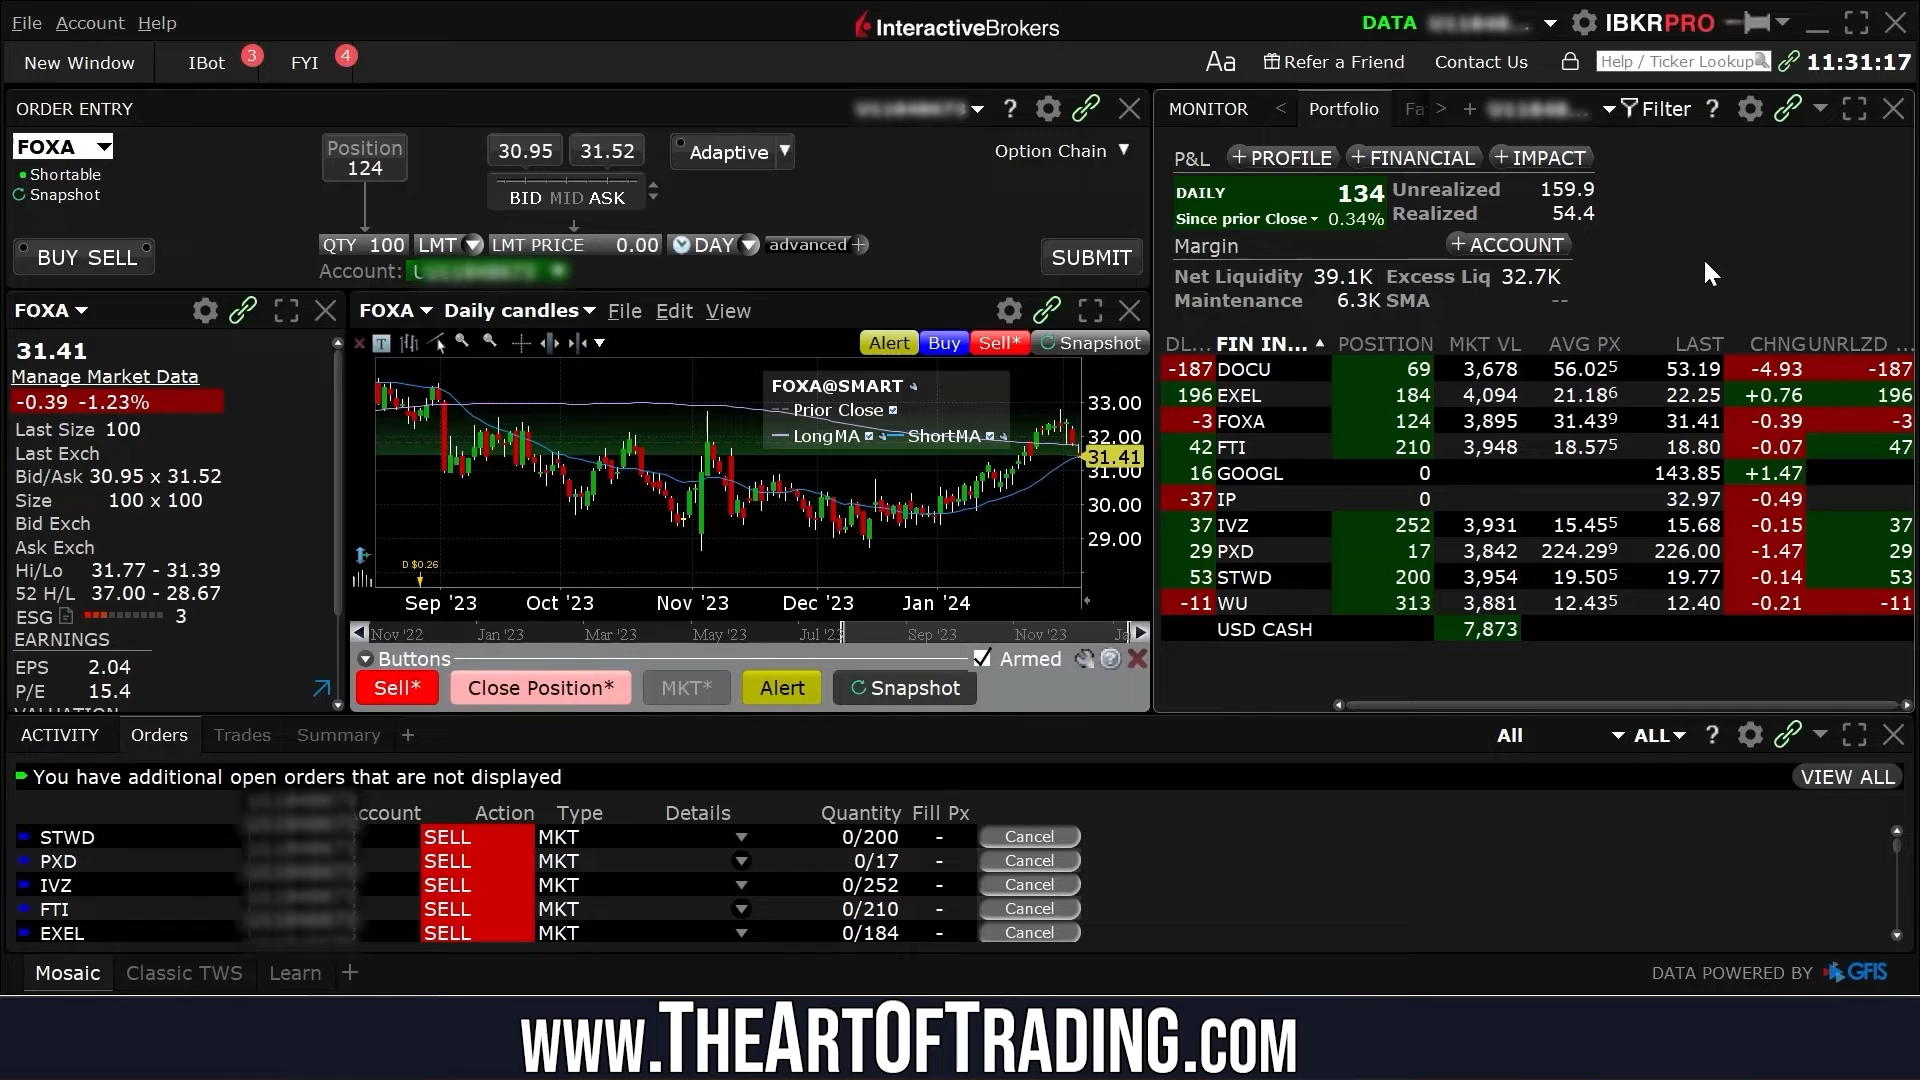 File Account Help
InteractiveBrokers
DATA
IBKRPRO
New Window IBot 3 FYI 4
Aa Refer a Friend Contact Us Help / Ticker Lookup 11:31:17
ORDER ENTRY ?
FOXA
Shortable
Snapshot
Position
124
30.95 31.52
BID MID ASK
Adaptive
Option Chain
BUY SELL
QTY 100 LMT LMT PRICE 0.00 DAY advanced +
Account:
SUBMIT
MONITOR < Portfolio Fa > + Filter ?
P&L + PROFILE + FINANCIAL + IMPACT
DAILY 134 Unrealized 159.9
Since prior Close 0.34% Realized 54.4
Margin + ACCOUNT
Net Liquidity 39.1K Excess Liq 32.7K
Maintenance 6.3K SMA --
DL... FIN IN... POSITION MKT VL AVG PX LAST CHNG UNRLZD ...
-187 DOCU 69 3,678 56.025 53.19 -4.93 -187
196 EXEL 184 4,094 21.186 22.25 +0.76 196
-3 FOXA 124 3,895 31.439 31.41 -0.39 -3
42 FTI 210 3,948 18.575 18.80 -0.07 47
16 GOOGL 0 143.85 +1.47
-37 IP 0 32.97 -0.49
37 IVZ 252 3,931 15.455 15.68 -0.15 37
29 PXD 17 3,842 224.299 226.00 -1.47 29
53 STWD 200 3,954 19.505 19.77 -0.14 53
-11 WU 313 3,881 12.435 12.40 -0.21 -11
USD CASH 7,873
FOXA
31.41
Manage Market Data
-0.39 -1.23%
Last Size 100
Last Exch
Bid/Ask 30.95 x 31.52
Size 100 x 100
Bid Exch
Ask Exch
Hi/Lo 31.77 - 31.39
52 H/L 37.00 - 28.67
ESG 3
EARNINGS
EPS 2.04
P/E 15.4
VALUATION
FOXA Daily candles File Edit View
T Alert Buy Sell* Snapshot
FOXA@SMART
Prior Close
LongMA ShortMA
33.00
32.00
31.41
31.00
30.00
29.00
D $0.26
Sep '23 Oct '23 Nov '23 Dec '23 Jan '24
Nov '22 Jan '23 Mar '23 May '23 Jul '23 Sep '23 Nov '23 Ja
Buttons Armed
Sell* Close Position* MKT* Alert Snapshot
ACTIVITY Orders Trades Summary + All ALL ?
You have additional open orders that are not displayed VIEW ALL
ccount Action Type Details Quantity Fill Px
STWD SELL MKT 0/200 - Cancel
PXD SELL MKT 0/17 - Cancel
IVZ SELL MKT 0/252 - Cancel
FTI SELL MKT 0/210 - Cancel
EXEL SELL MKT 0/184 - Cancel
Mosaic Classic TWS Learn + DATA POWERED BY GFIS
WWW.THEARTOFTRADING.COM